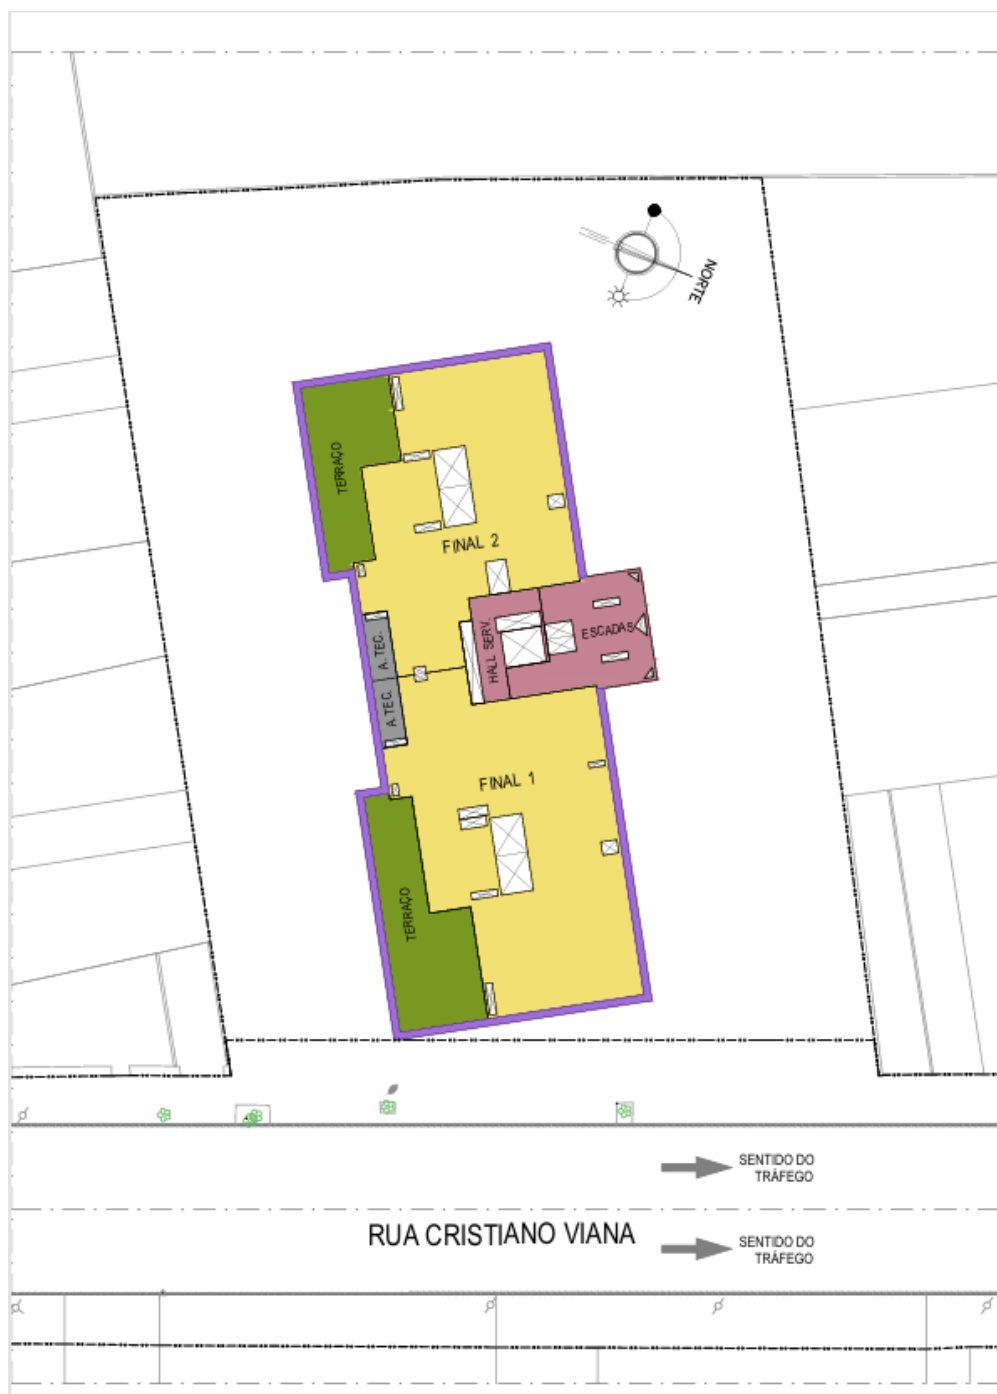 NORTE
TERRAÇO
FINAL 2
A.TEC.
HALL SERV.
ESCADAS
A.TEC.
FINAL 1
TERRAÇO
SENTIDO DO
TRÁFEGO
RUA CRISTIANO VIANA
SENTIDO DO
TRÁFEGO